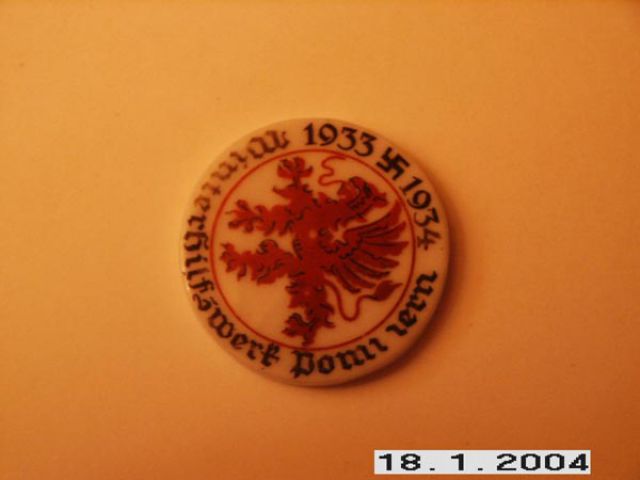 Winterhilfswerk Pommern
1933 卐 1934
18.1.2004